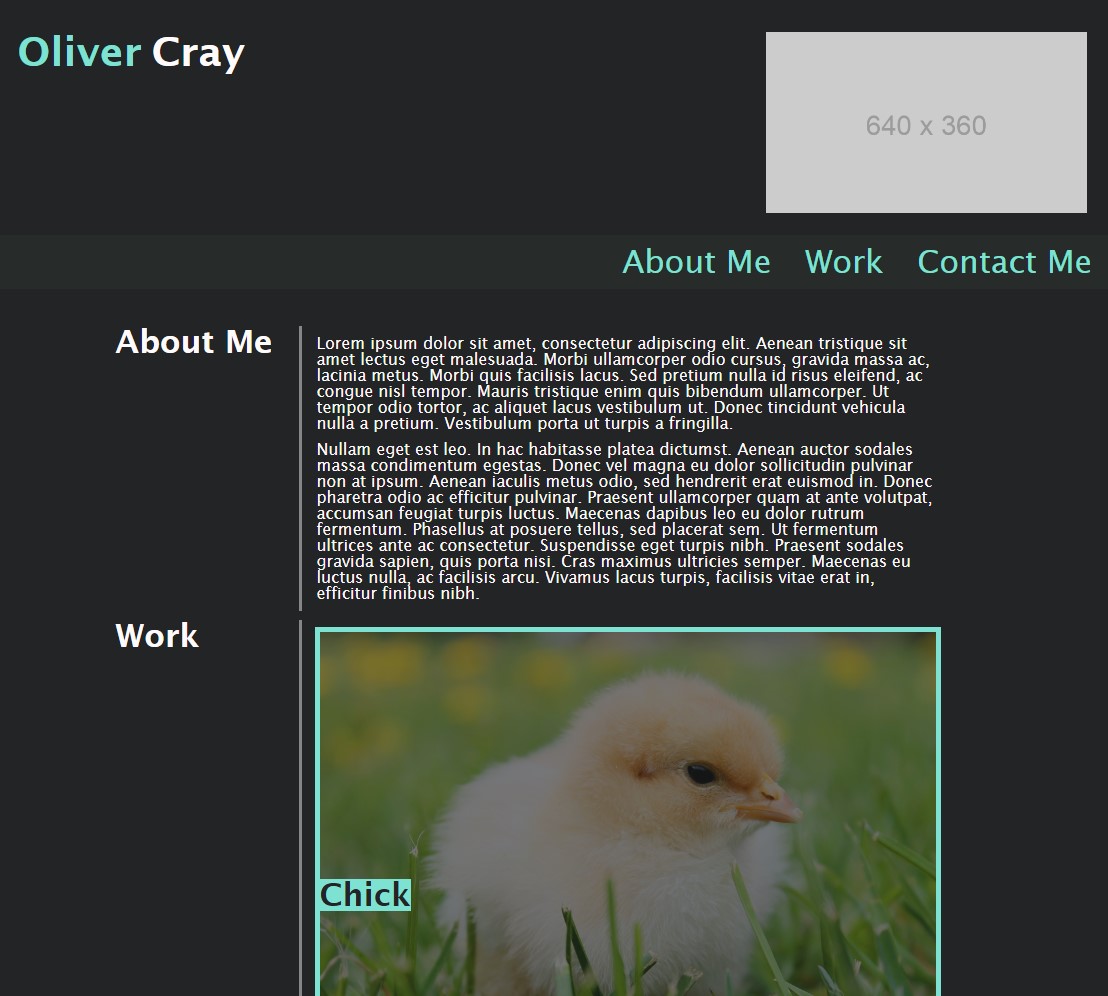 Oliver Cray
640 x 360
About Me Work Contact Me
About Me
Lorem ipsum dolor sit amet, consectetur adipiscing elit. Aenean tristique sit
amet lectus eget malesuada. Morbi ullamcorper odio cursus, gravida massa ac,
lacinia metus. Morbi quis facilisis lacus. Sed pretium nulla id risus eleifend, ac
congue nisl tempor. Mauris tristique enim quis bibendum ullamcorper. Ut
tempor odio tortor, ac aliquet lacus vestibulum ut. Donec tincidunt vehicula
nulla a pretium. Vestibulum porta ut turpis a fringilla.
Nullam eget est leo. In hac habitasse platea dictumst. Aenean auctor sodales
massa condimentum egestas. Donec vel magna eu dolor sollicitudin pulvinar
non at ipsum. Aenean iaculis metus odio, sed hendrerit erat euismod in. Donec
pharetra odio ac efficitur pulvinar. Praesent ullamcorper quam at ante volutpat,
accumsan feugiat turpis luctus. Maecenas dapibus leo eu dolor rutrum
fermentum. Phasellus at posuere tellus, sed placerat sem. Ut fermentum
ultrices ante ac consectetur. Suspendisse eget turpis nibh. Praesent sodales
gravida sapien, quis porta nisi. Cras maximus ultricies semper. Maecenas eu
luctus nulla, ac facilisis arcu. Vivamus lacus turpis, facilisis vitae erat in,
efficitur finibus nibh.
Work
Chick